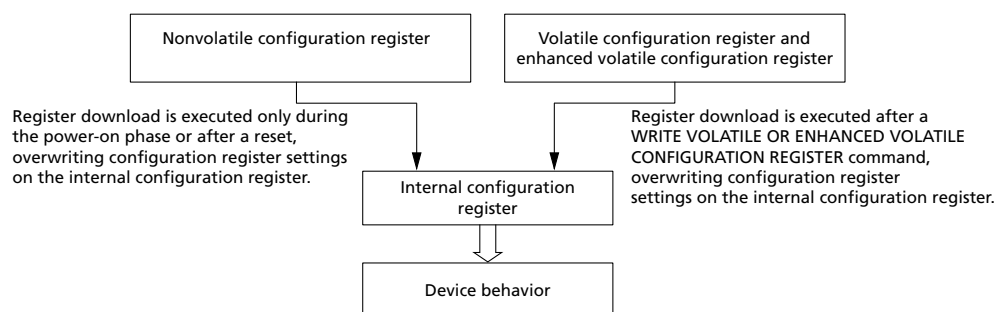 Nonvolatile configuration register
Volatile configuration register and
enhanced volatile configuration register
Register download is executed only during
the power-on phase or after a reset,
overwriting configuration register settings
on the internal configuration register.
Register download is executed after a
WRITE VOLATILE OR ENHANCED VOLATILE
CONFIGURATION REGISTER command,
overwriting configuration register
settings on the internal configuration register.
Internal configuration
register
Device behavior